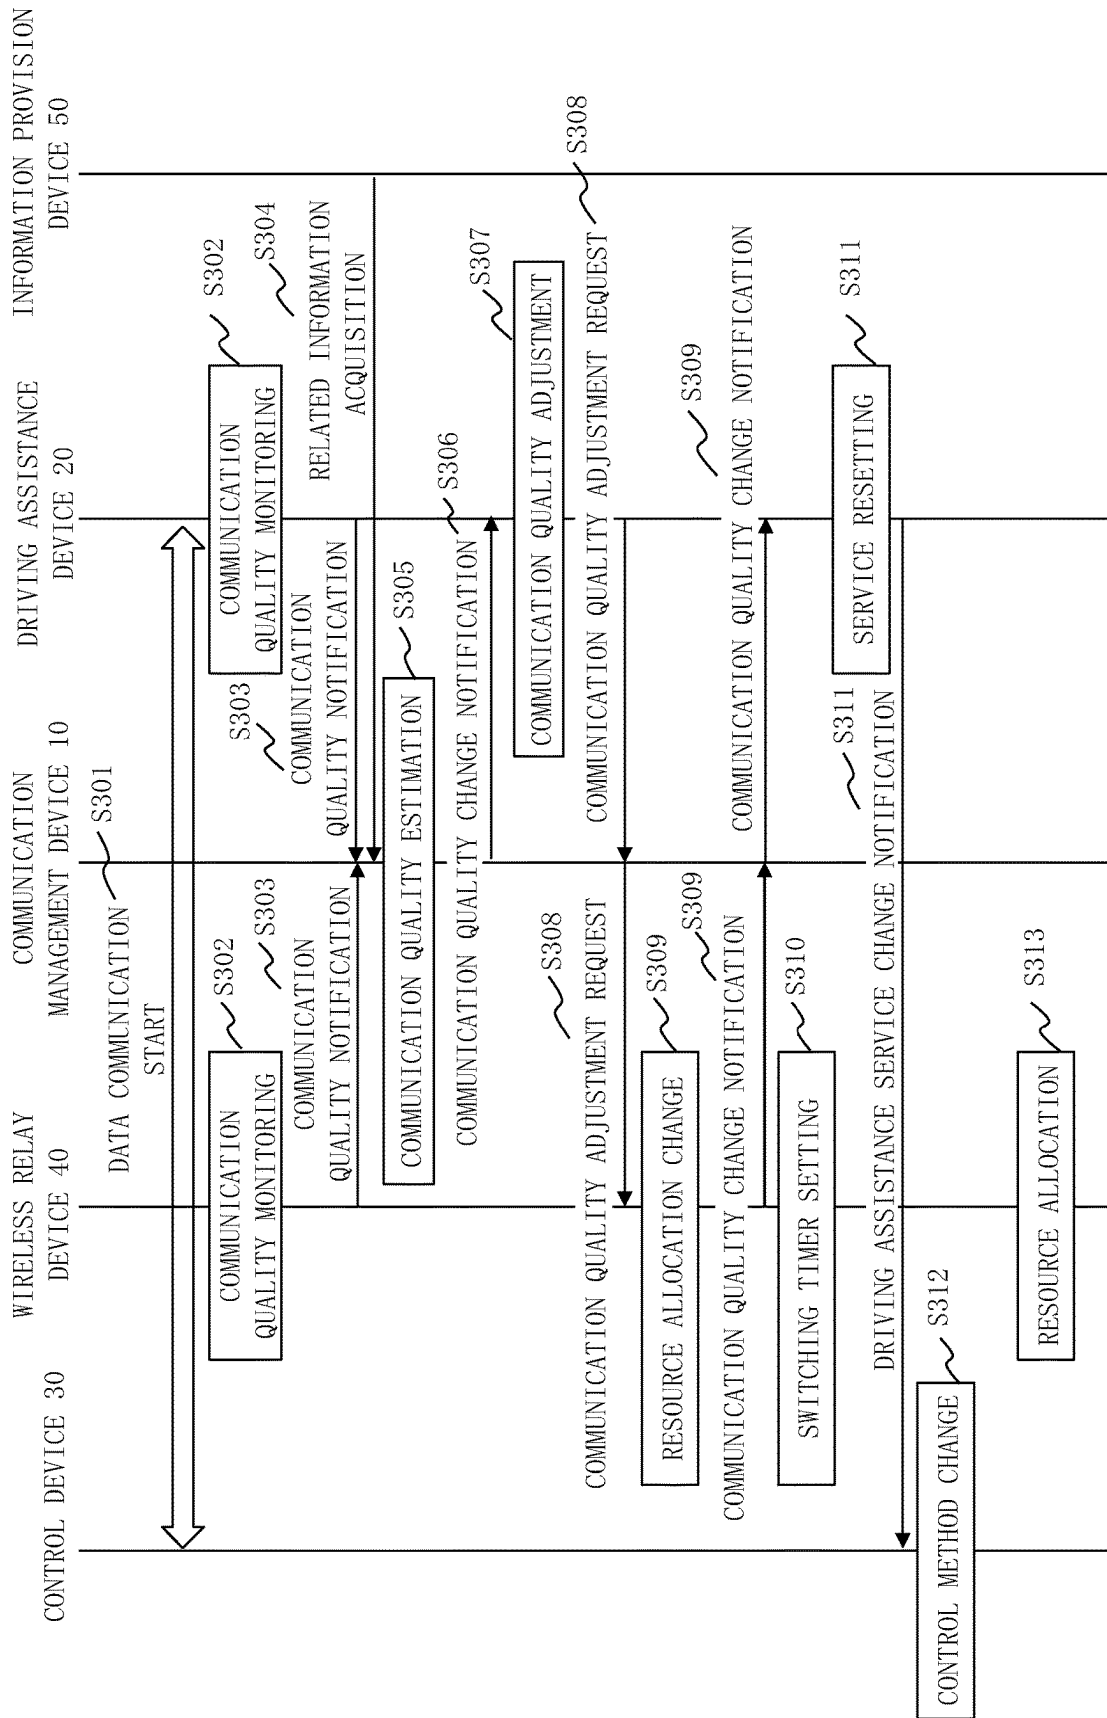 CONTROL DEVICE 30
WIRELESS RELAY
DEVICE 40
COMMUNICATION
MANAGEMENT DEVICE 10
DRIVING ASSISTANCE
DEVICE 20
INFORMATION PROVISION
DEVICE 50
S301
DATA COMMUNICATION
START
S302
COMMUNICATION
QUALITY MONITORING
S302
COMMUNICATION
QUALITY MONITORING
S303
COMMUNICATION
QUALITY NOTIFICATION
S303
COMMUNICATION
QUALITY NOTIFICATION
S304
RELATED INFORMATION
ACQUISITION
S305
COMMUNICATION QUALITY ESTIMATION
S306
COMMUNICATION QUALITY CHANGE NOTIFICATION
S307
COMMUNICATION QUALITY ADJUSTMENT
S308
COMMUNICATION QUALITY ADJUSTMENT REQUEST
S308
COMMUNICATION QUALITY ADJUSTMENT REQUEST
S309
RESOURCE ALLOCATION CHANGE
S309
COMMUNICATION QUALITY CHANGE NOTIFICATION
S309
COMMUNICATION QUALITY CHANGE NOTIFICATION
S310
SWITCHING TIMER SETTING
S311
SERVICE RESETTING
S311
DRIVING ASSISTANCE SERVICE CHANGE NOTIFICATION
S312
CONTROL METHOD CHANGE
S313
RESOURCE ALLOCATION